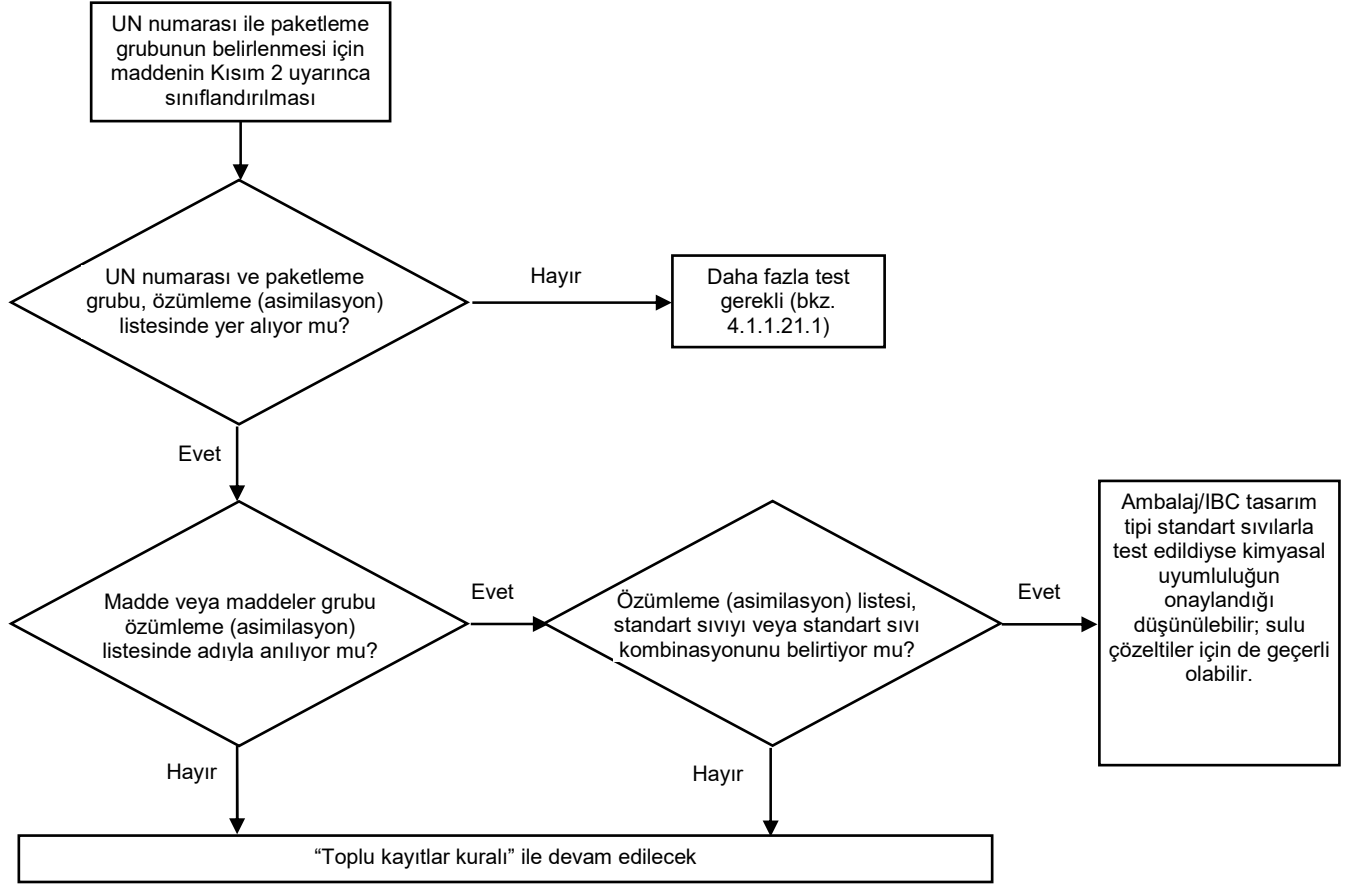 UN numarası ile paketleme
grubunun belirlenmesi için
maddenin Kısım 2 uyarınca
sınıflandırılması
UN numarası ve paketleme
grubu, özümleme (asimilasyon)
listesinde yer alıyor mu?
Hayır
Daha fazla test
gerekli (bkz.
4.1.1.21.1)
Evet
Madde veya maddeler grubu
özümleme (asimilasyon)
listesinde adıyla anılıyor mu?
Evet
Özümleme (asimilasyon) listesi,
standart sıvıyı veya standart sıvı
kombinasyonunu belirtiyor mu?
Evet
Ambalaj/IBC tasarım
tipi standart sıvılarla
test edildiyse kimyasal
uyumluluğun
onaylandığı
düşünülebilir; sulu
çözeltiler için de geçerli
olabilir.
Hayır
Hayır
“Toplu kayıtlar kuralı” ile devam edilecek